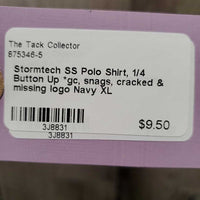 The Tack Collector
875346-5
Stormtech SS Polo Shirt, 1/4
Button Up *gc, snags, cracked &
missing logo Navy XL
3J8831
3J8831
$9.50